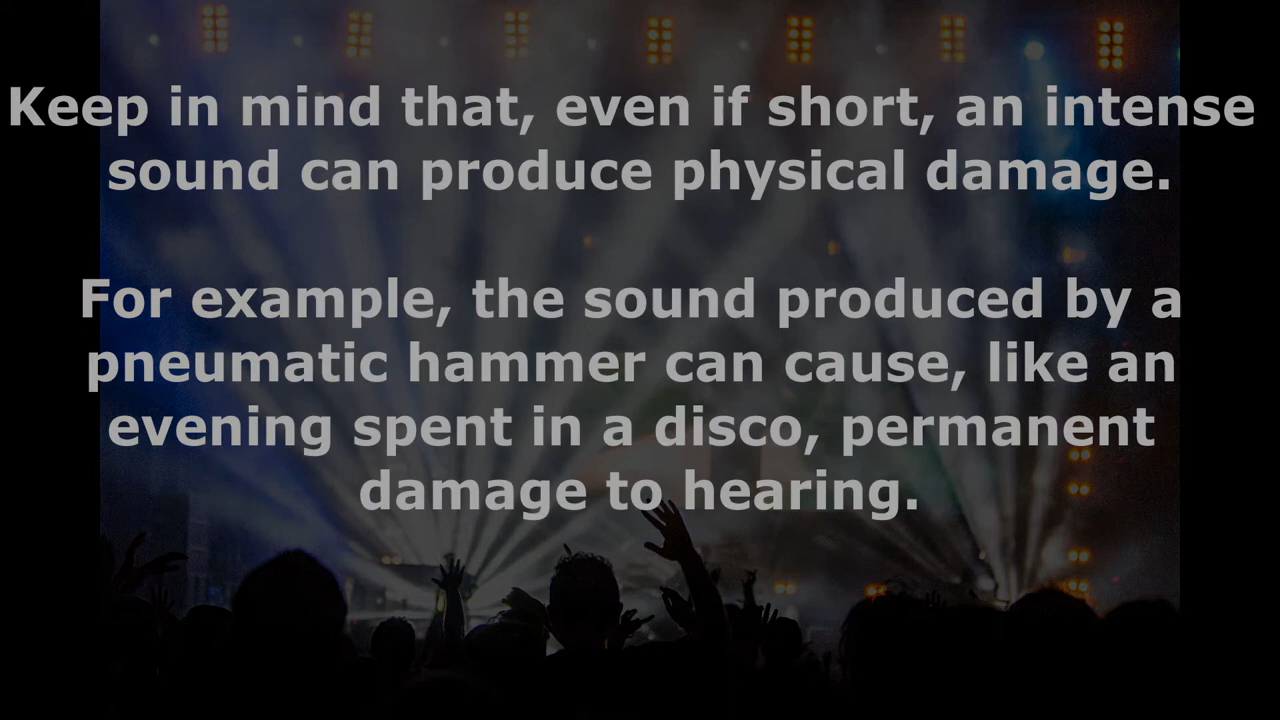 Keep in mind that, even if short, an intense
sound can produce physical damage.
For example, the sound produced by a
pneumatic hammer can cause, like an
evening spent in a disco, permanent
damage to hearing.